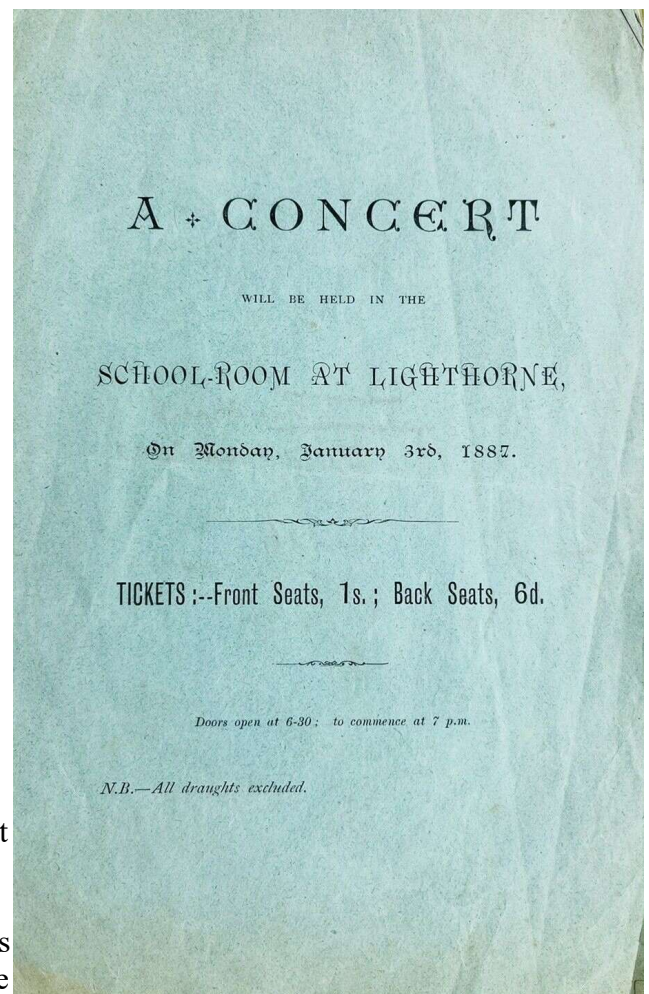 A ✣ CONCERT
WILL BE HELD IN THE
SCHOOL-ROOM AT LIGHTHORNE,
On Monday, January 3rd, 1887.
TICKETS :--Front Seats, 1s. ; Back Seats, 6d.
Doors open at 6-30 ; to commence at 7 p.m.
N.B.—All draughts excluded.
t
s
e